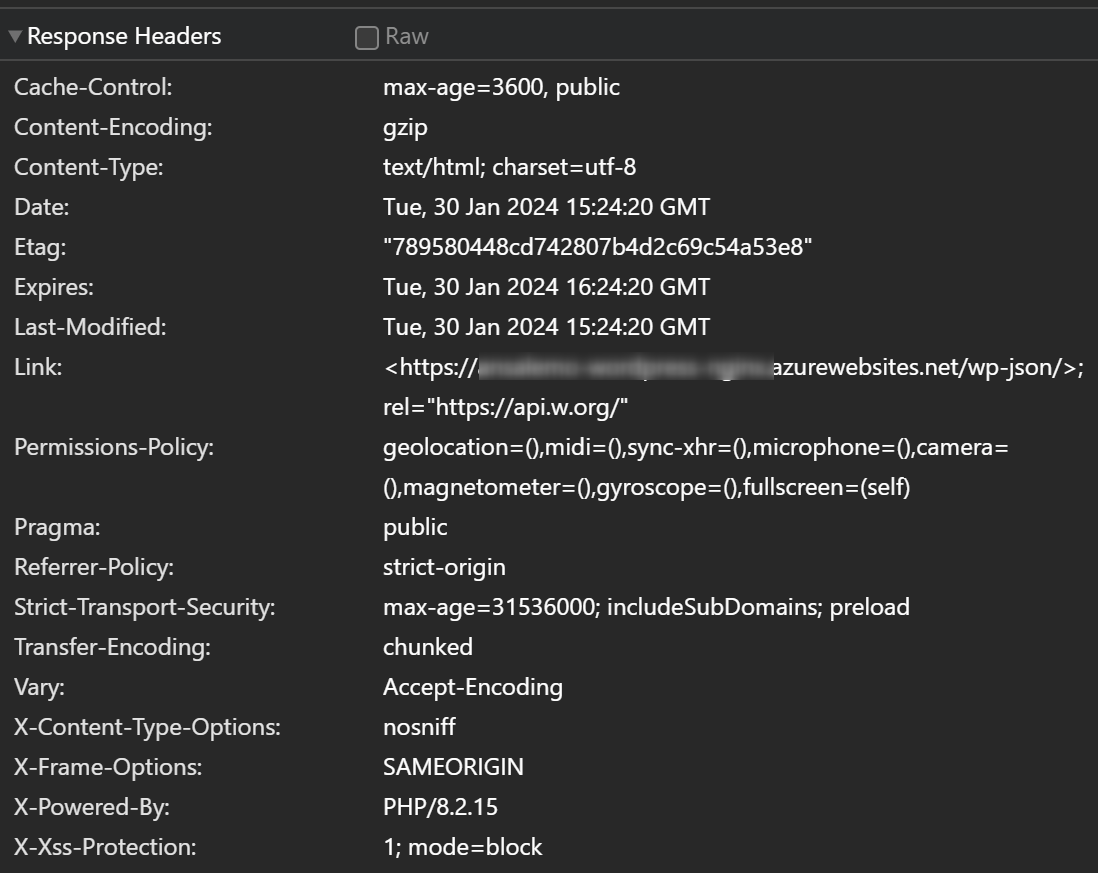 Response Headers Raw
Cache-Control: max-age=3600, public
Content-Encoding: gzip
Content-Type: text/html; charset=utf-8
Date: Tue, 30 Jan 2024 15:24:20 GMT
Etag: "789580448cd742807b4d2c69c54a53e8"
Expires: Tue, 30 Jan 2024 16:24:20 GMT
Last-Modified: Tue, 30 Jan 2024 15:24:20 GMT
Link: <https:// azurewebsites.net/wp-json/>;
rel="https://api.w.org/"
Permissions-Policy: geolocation=(),midi=(),sync-xhr=(),microphone=(),camera=
(),magnetometer=(),gyroscope=(),fullscreen=(self)
Pragma: public
Referrer-Policy: strict-origin
Strict-Transport-Security: max-age=31536000; includeSubDomains; preload
Transfer-Encoding: chunked
Vary: Accept-Encoding
X-Content-Type-Options: nosniff
X-Frame-Options: SAMEORIGIN
X-Powered-By: PHP/8.2.15
X-Xss-Protection: 1; mode=block